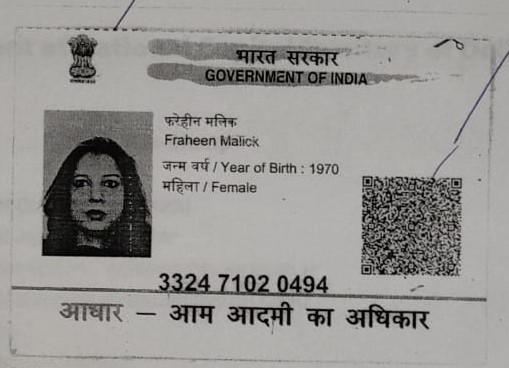 भारत सरकार
GOVERNMENT OF INDIA
फरेहीन मलिक
Fraheen Malick
जन्म वर्ष / Year of Birth : 1970
महिला / Female
3324 7102 0494
आधार – आम आदमी का अधिकार